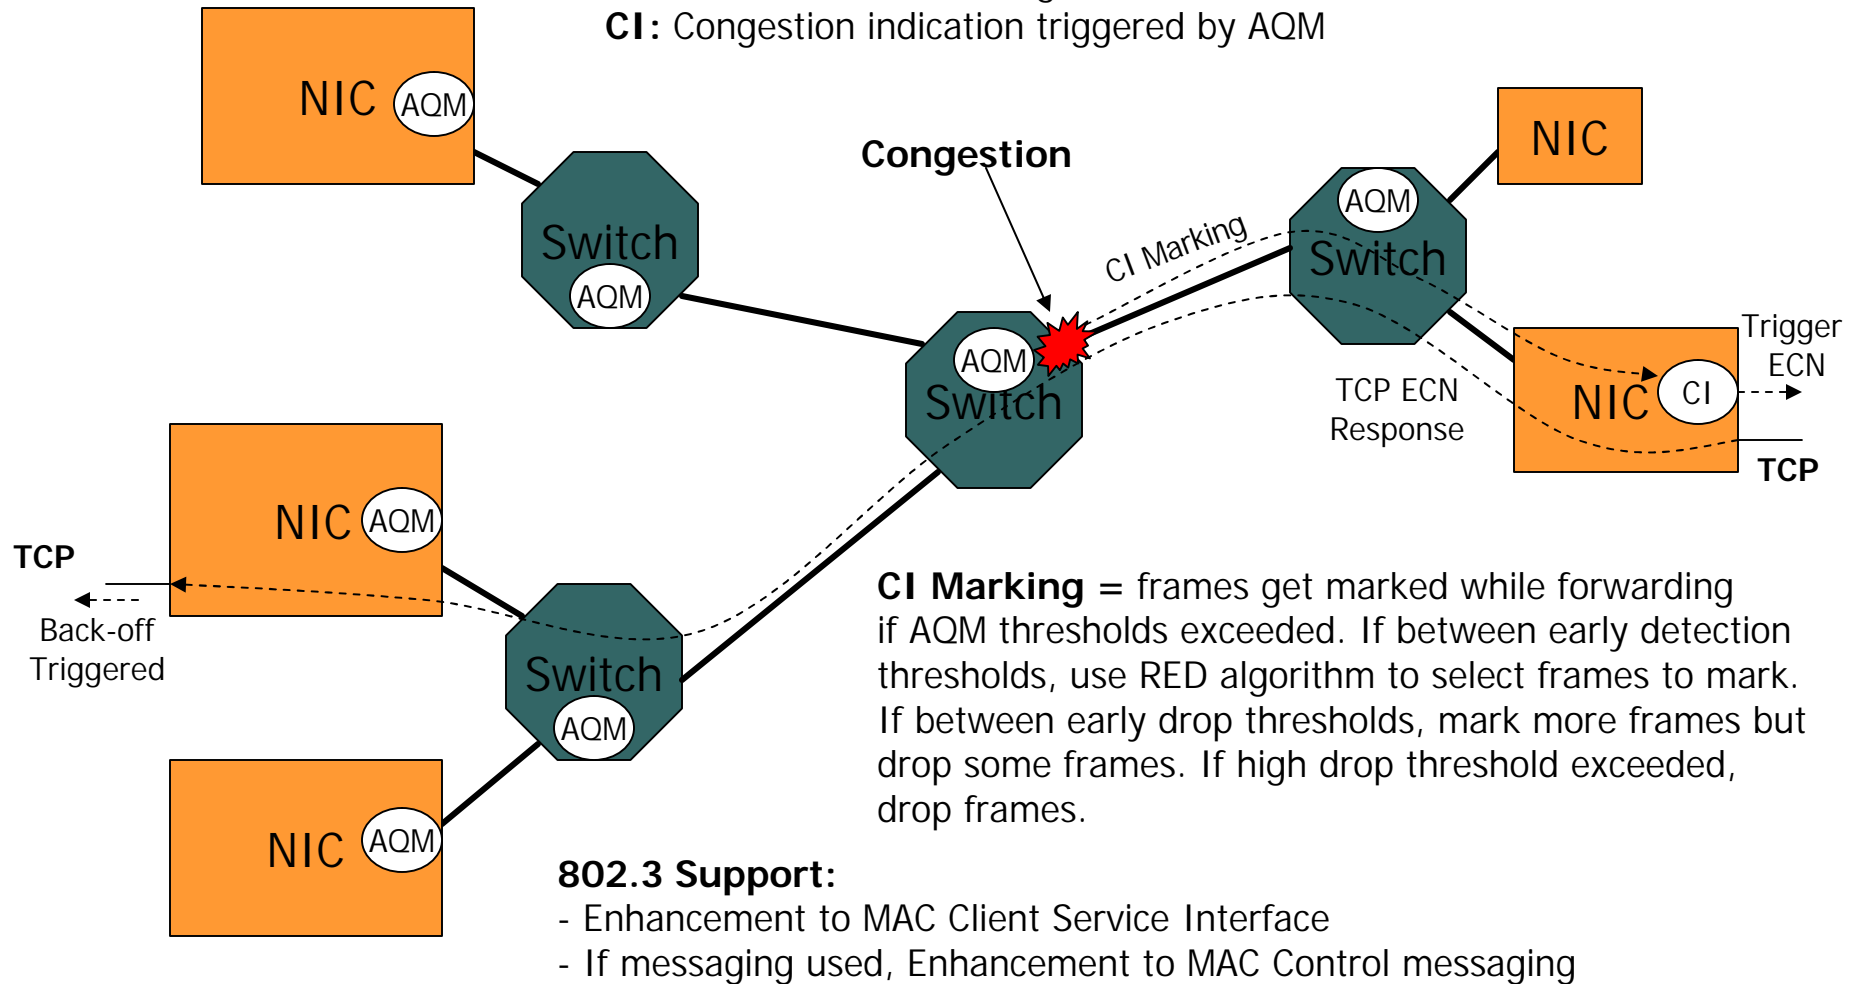 CI: Congestion indication triggered by AQM
NIC
AQM
Congestion
NIC
Switch
AQM
CI Marking
AQM
Switch
AQM
Switch
Trigger
ECN
TCP ECN
Response
NIC
CI
TCP
NIC
AQM
TCP
Back-off
Triggered
Switch
AQM
NIC
AQM
CI Marking = frames get marked while forwarding
if AQM thresholds exceeded. If between early detection
thresholds, use RED algorithm to select frames to mark.
If between early drop thresholds, mark more frames but
drop some frames. If high drop threshold exceeded,
drop frames.
802.3 Support:
- Enhancement to MAC Client Service Interface
- If messaging used, Enhancement to MAC Control messaging